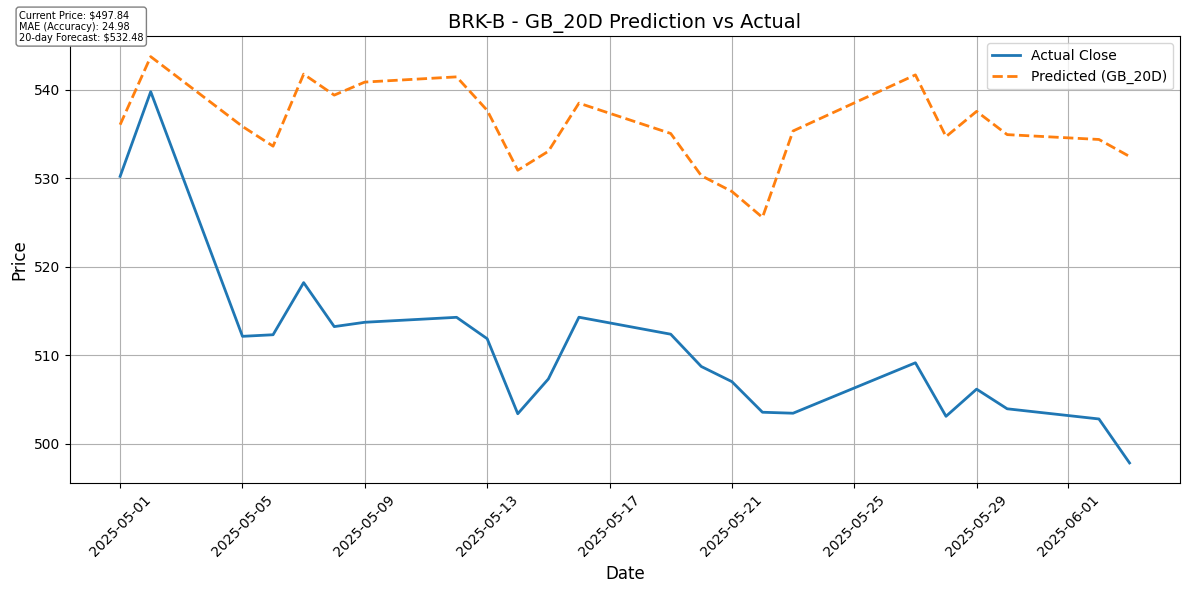 BRK-B - GB_20D Prediction vs Actual
Current Price: $497.84
MAE (Accuracy): 24.98
20-day Forecast: $532.48
Actual Close
Predicted (GB_20D)
Price
540
530
520
510
500
2025-05-01
2025-05-05
2025-05-09
2025-05-13
2025-05-17
2025-05-21
2025-05-25
2025-05-29
2025-06-01
Date